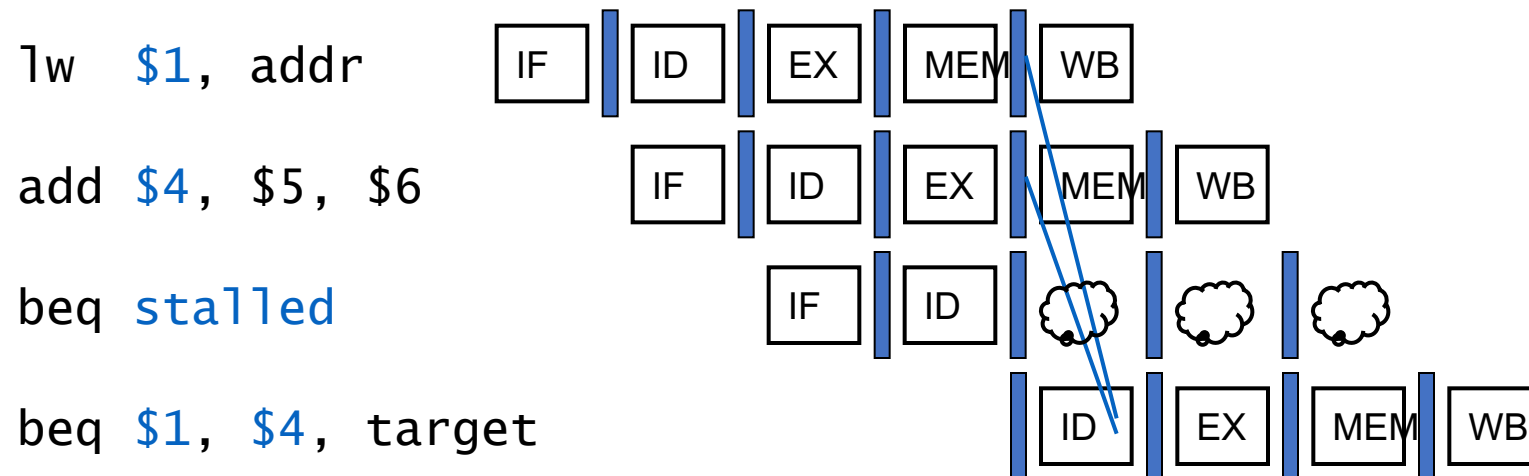 lw $1, addr IF ID EX MEM WB
add $4, $5, $6 IF ID EX MEM WB
beq stalled IF ID
beq $1, $4, target ID EX MEM WB